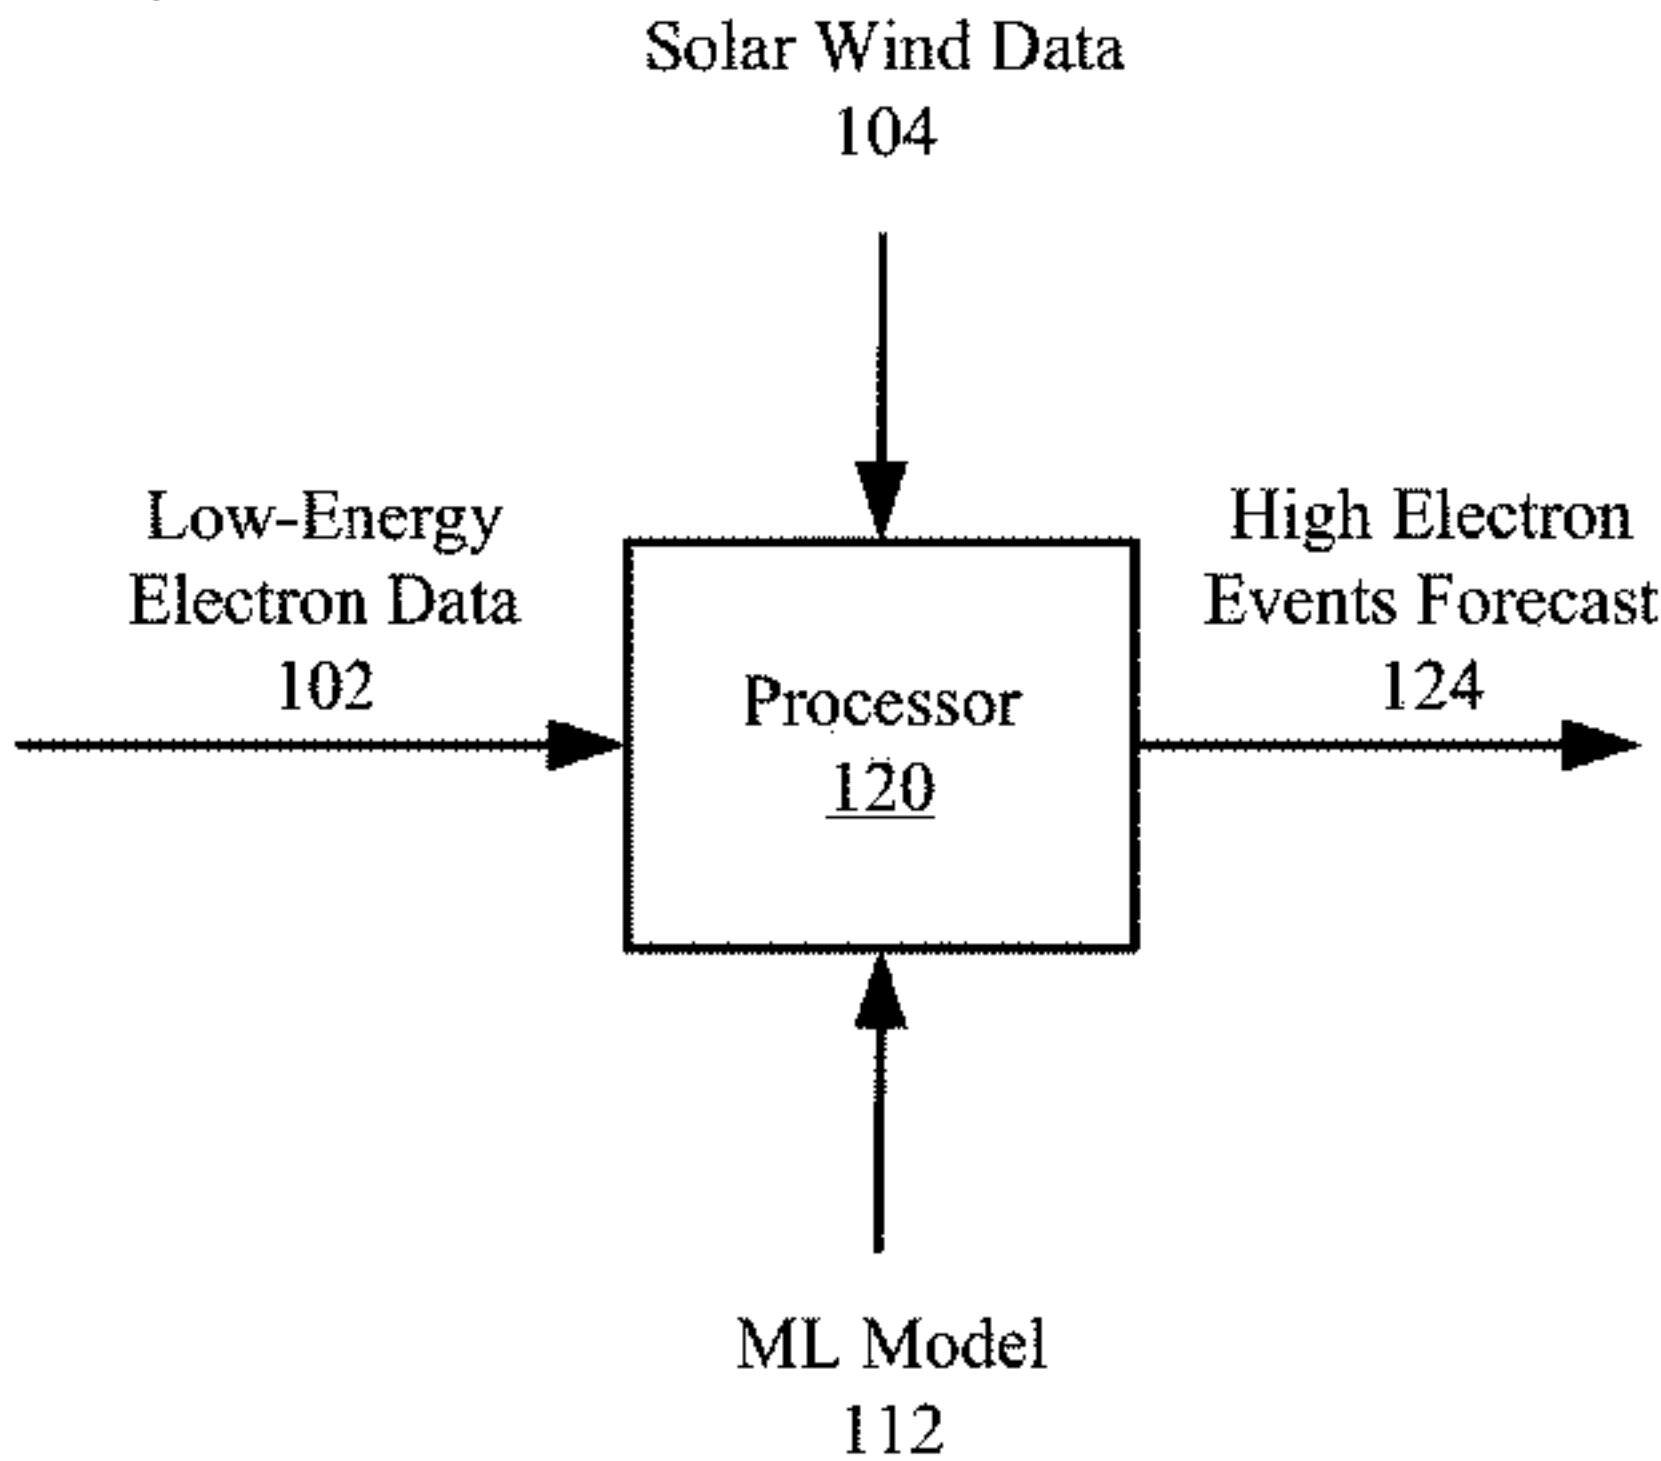 Solar Wind Data
104
Low-Energy
Electron Data
102
Processor
120
High Electron
Events Forecast
124
ML Model
112